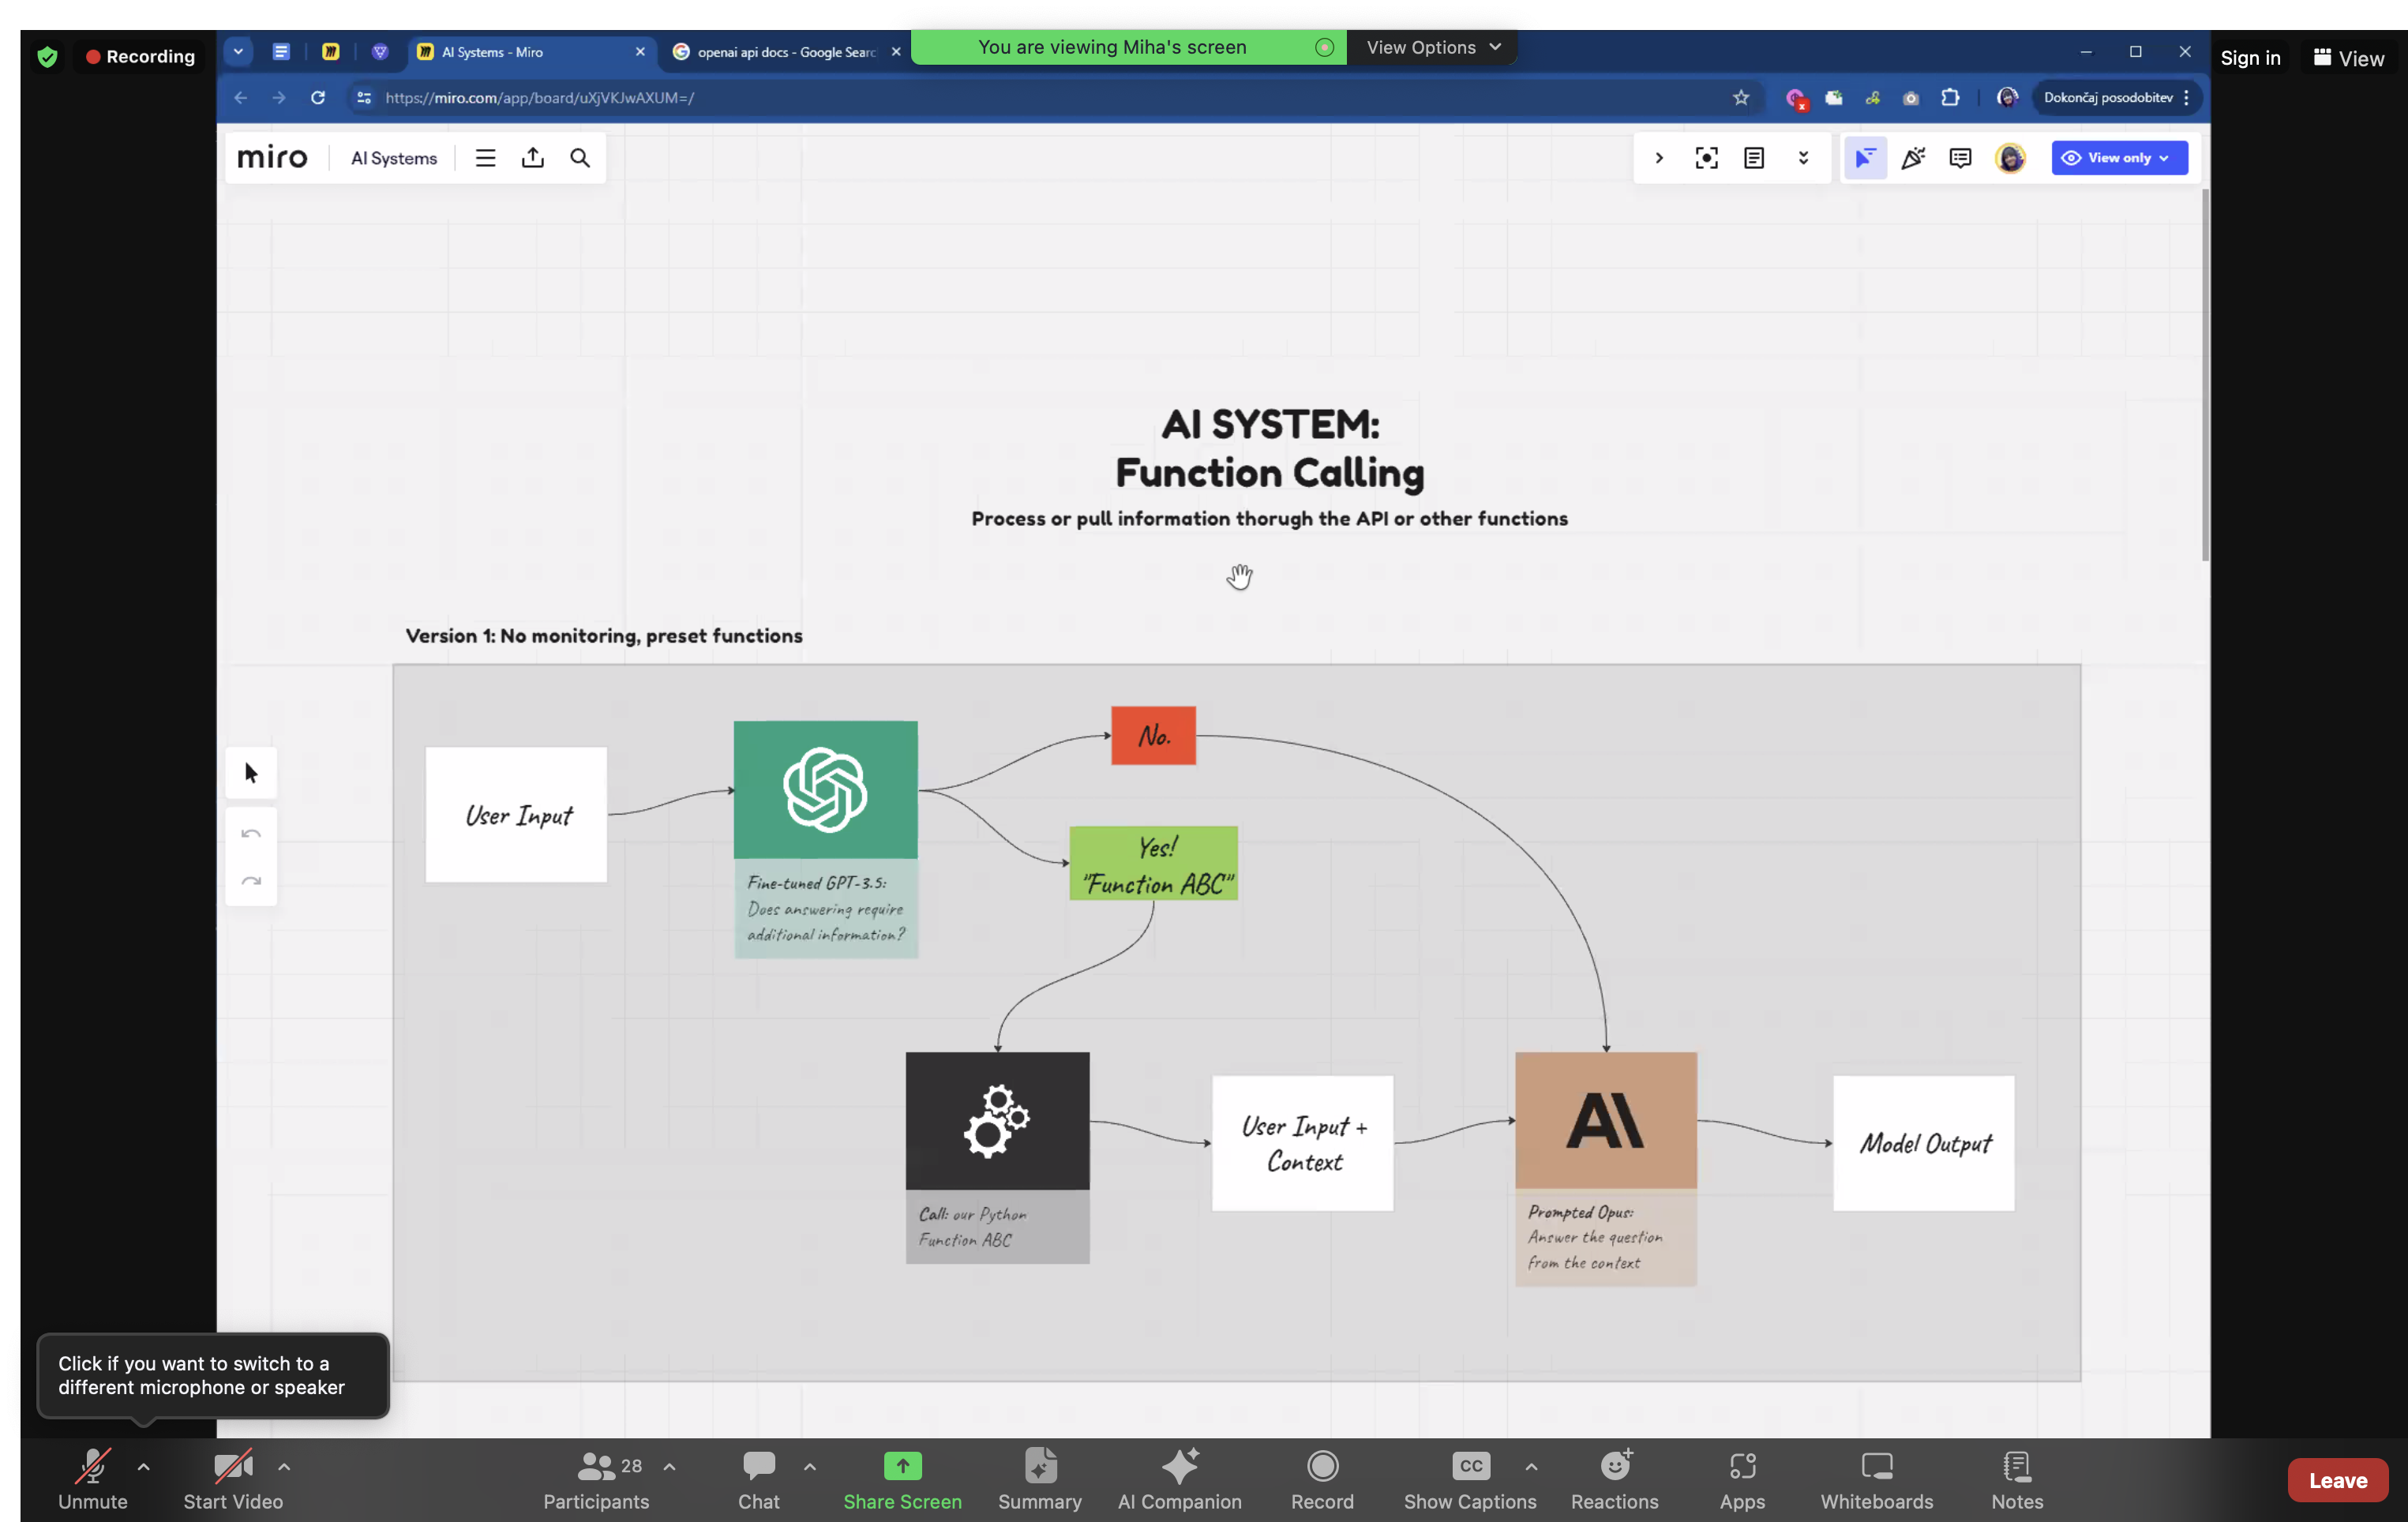 Recording
AI Systems - Miro
openai api docs - Google Searc
You are viewing Miha's screen
View Options
Sign in
View
https://miro.com/app/board/uXjVKJwAXUM=/
Dokončaj posodobitev
miro
AI Systems
View only
AI SYSTEM:
Function Calling
Process or pull information thorugh the API or other functions
Version 1: No monitoring, preset functions
User Input
No.
Yes!
"Function ABC"
Fine-tuned GPT-3.5:
Does answering require
additional information?
Call: our Python
Function ABC
User Input +
Context
AI
Prompted Opus:
Answer the question
from the context
Model Output
Click if you want to switch to a
different microphone or speaker
Unmute
Start Video
28
Participants
Chat
Share Screen
Summary
AI Companion
Record
CC
Show Captions
Reactions
Apps
Whiteboards
Notes
Leave